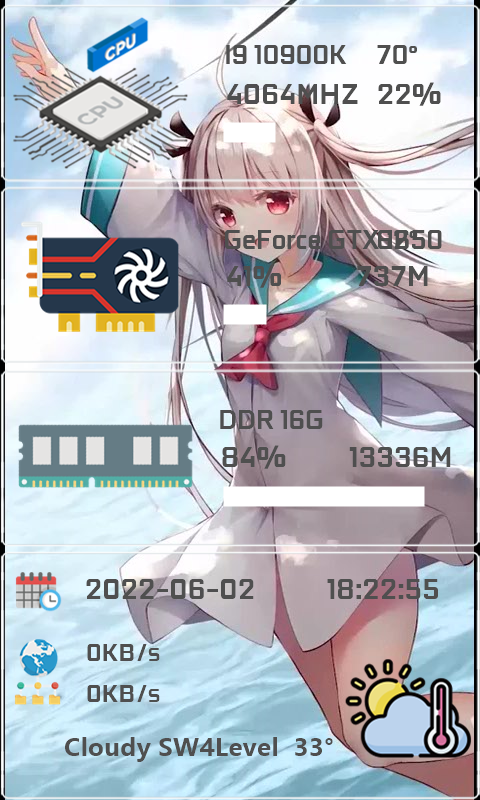 CPU
CPU
I9 10900K 70°
4064MHZ 22%
GeForce GTX
41% 737M
DDR 16G
84% 13336M
2022-06-02 18:22:55
0KB/s
0KB/s
Cloudy SW4Level 33°